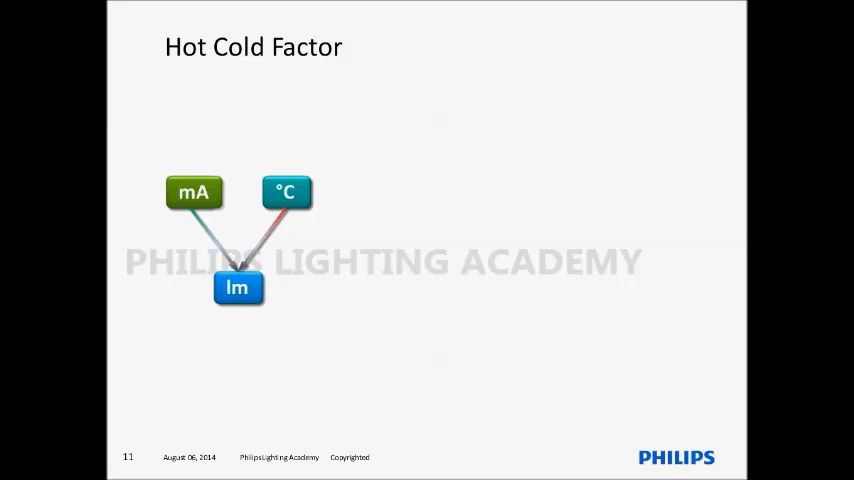 Hot Cold Factor
mA
°C
PHILIPS LIGHTING ACADEMY
lm
11 August 06, 2014 Philips Lighting Academy Copyrighted
PHILIPS